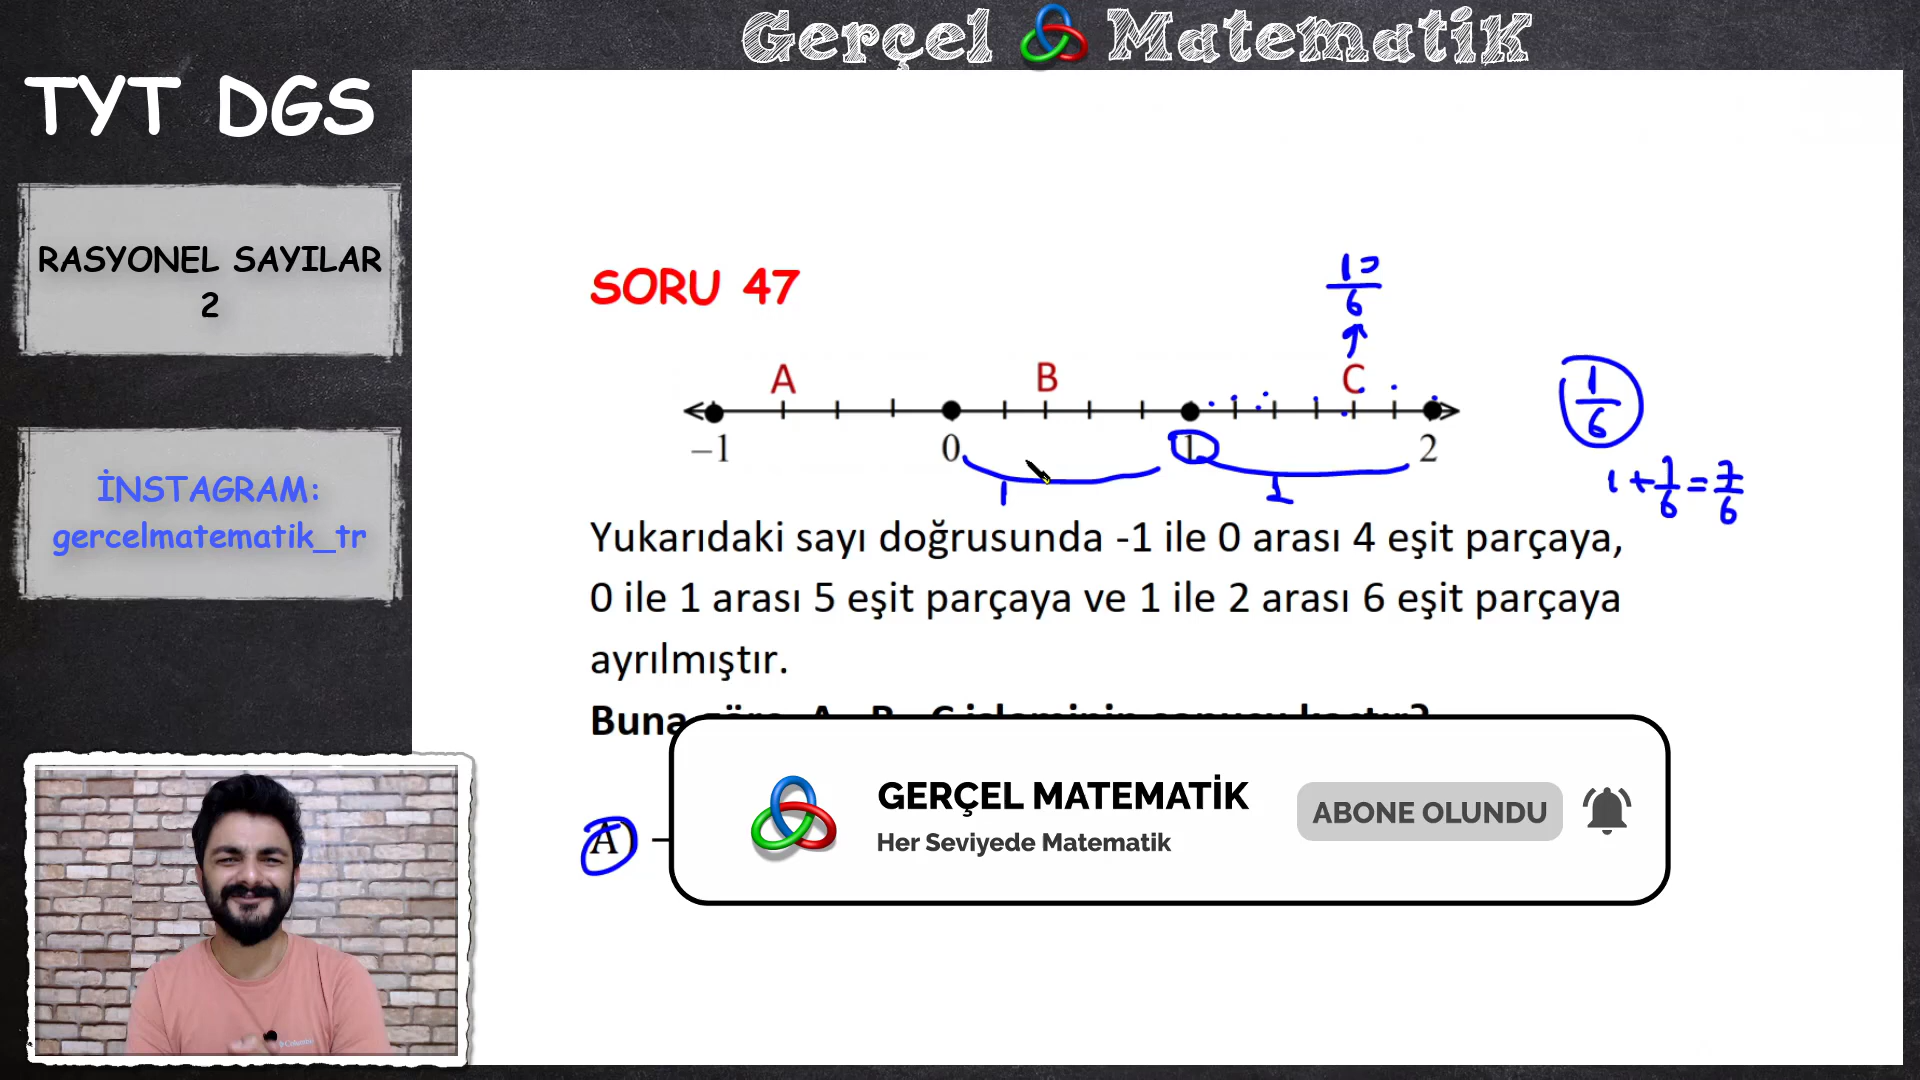 Gerçel Matematik
TYT DGS
RASYONEL SAYILAR
2
İNSTAGRAM:
gercelmatematik_tr
SORU 47
10
6
A B C
-1 0 1 2
1 1
1
6
1 + 1/6 = 7/6
Yukarıdaki sayı doğrusunda -1 ile 0 arası 4 eşit parçaya,
0 ile 1 arası 5 eşit parçaya ve 1 ile 2 arası 6 eşit parçaya
ayrılmıştır.
Buna
A) –
GERÇEL MATEMATİK
Her Seviyede Matematik
ABONE OLUNDU
Columbia